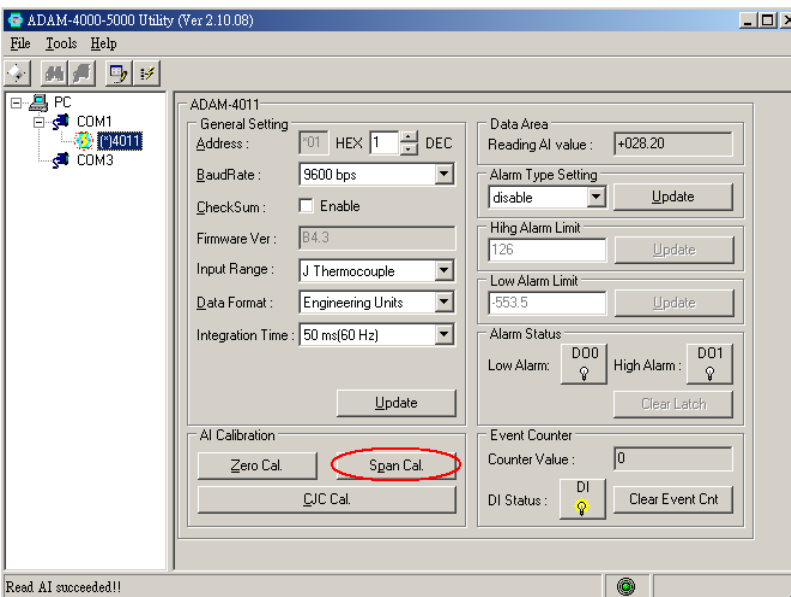 ADAM-4000-5000 Utility (Ver 2.10.08)
File Tools Help
PC
COM1
(*)4011
COM3
ADAM-4011
General Setting
Address : *01 HEX 1 DEC
BaudRate : 9600 bps
CheckSum : Enable
Firmware Ver : B4.3
Input Range : J Thermocouple
Data Format : Engineering Units
Integration Time : 50 ms(60 Hz)
Update
AI Calibration
Zero Cal. Span Cal.
CJC Cal.
Data Area
Reading AI value : +028.20
Alarm Type Setting
disable Update
Hihg Alarm Limit
126 Update
Low Alarm Limit
-553.5 Update
Alarm Status
Low Alarm: DO0 High Alarm : DO1
Clear Latch
Event Counter
Counter Value : 0
DI Status : DI Clear Event Cnt
Read AI succeeded!!